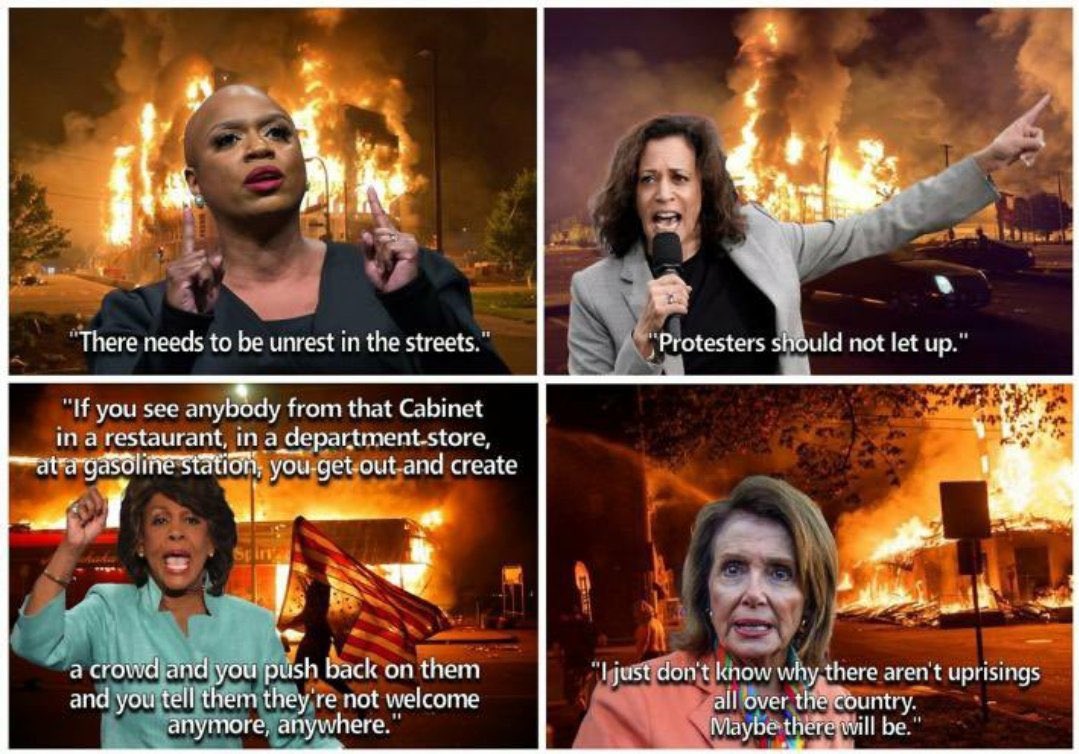 "There needs to be unrest in the streets."
"Protesters should not let up."
"If you see anybody from that Cabinet
in a restaurant, in a department store,
at a gasoline station, you get out and create
a crowd and you push back on them
and you tell them they're not welcome
anymore, anywhere."
"I just don't know why there aren't uprisings
all over the country.
Maybe there will be."